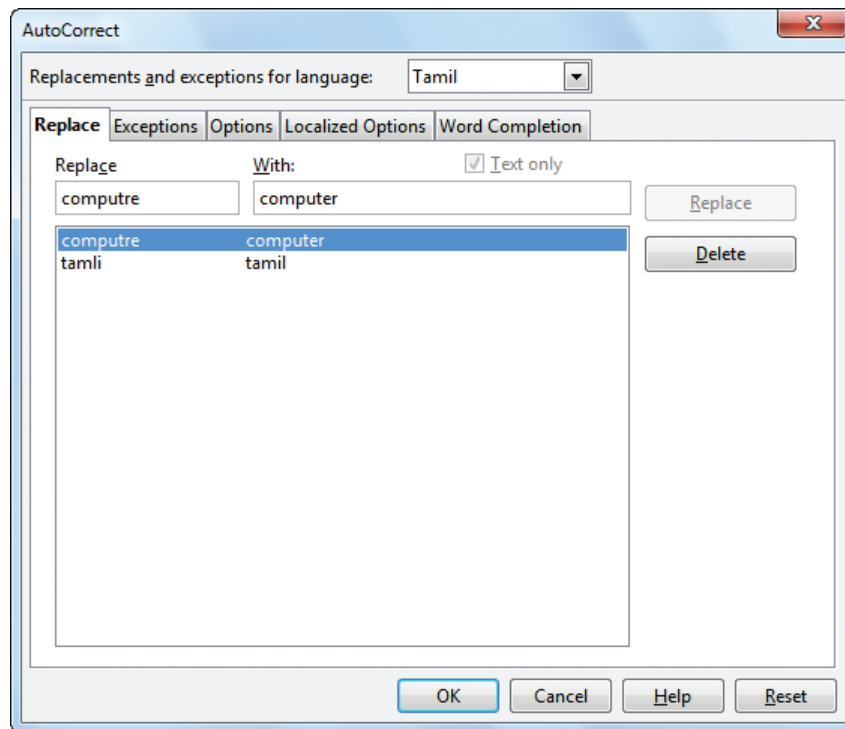 AutoCorrect
Replacements and exceptions for language: Tamil
Replace Exceptions Options Localized Options Word Completion
Replace With: Text only
computre computer Replace
computre computer
Delete
tamli tamil
OK Cancel Help Reset